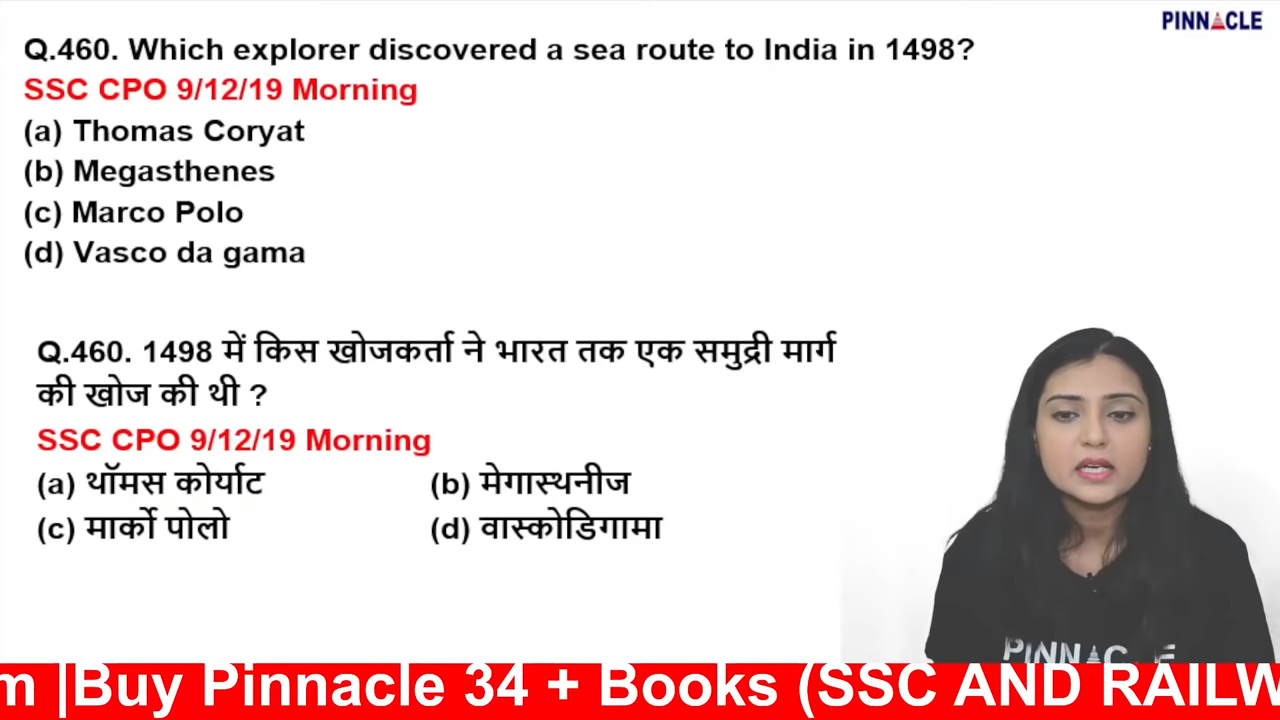 PINNACLE
Q.460. Which explorer discovered a sea route to India in 1498?
SSC CPO 9/12/19 Morning
(a) Thomas Coryat
(b) Megasthenes
(c) Marco Polo
(d) Vasco da gama
Q.460. 1498 में किस खोजकर्ता ने भारत तक एक समुद्री मार्ग
की खोज की थी ?
SSC CPO 9/12/19 Morning
(a) थॉमस कोर्याट (b) मेगास्थनीज
(c) मार्को पोलो (d) वास्कोडिगामा
PINNACLE
m |Buy Pinnacle 34 + Books (SSC AND RAILW